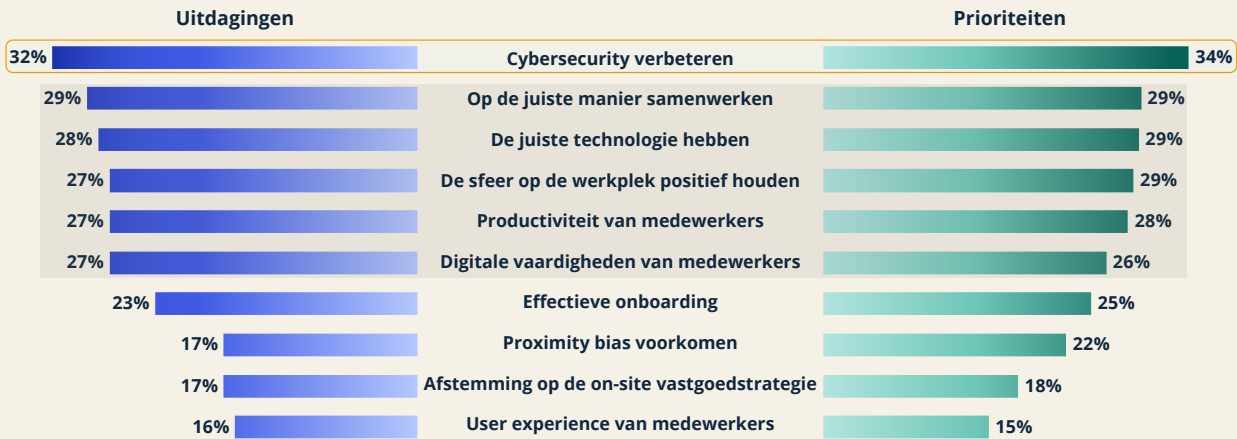 Uitdagingen Prioriteiten
32% Cybersecurity verbeteren 34%
29% Op de juiste manier samenwerken 29%
28% De juiste technologie hebben 29%
27% De sfeer op de werkplek positief houden 29%
27% Productiviteit van medewerkers 28%
27% Digitale vaardigheden van medewerkers 26%
23% Effectieve onboarding 25%
17% Proximity bias voorkomen 22%
17% Afstemming op de on-site vastgoedstrategie 18%
16% User experience van medewerkers 15%